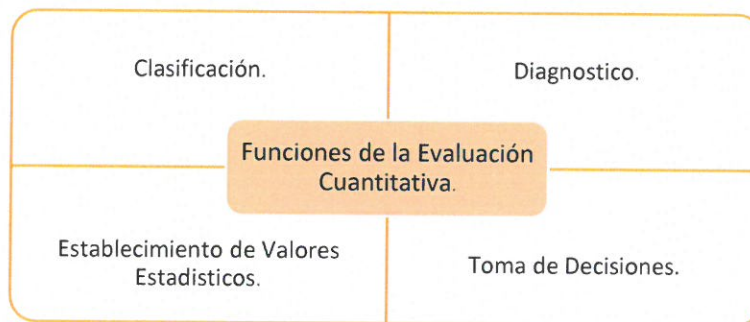 Clasificación.
Diagnostico.
Funciones de la Evaluación
Cuantitativa.
Establecimiento de Valores
Estadisticos.
Toma de Decisiones.